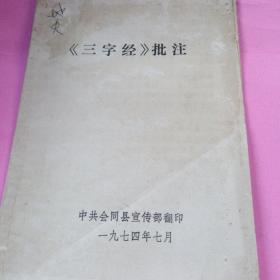 《三字经》批注
中共会同县宣传部翻印
一九七四年七月